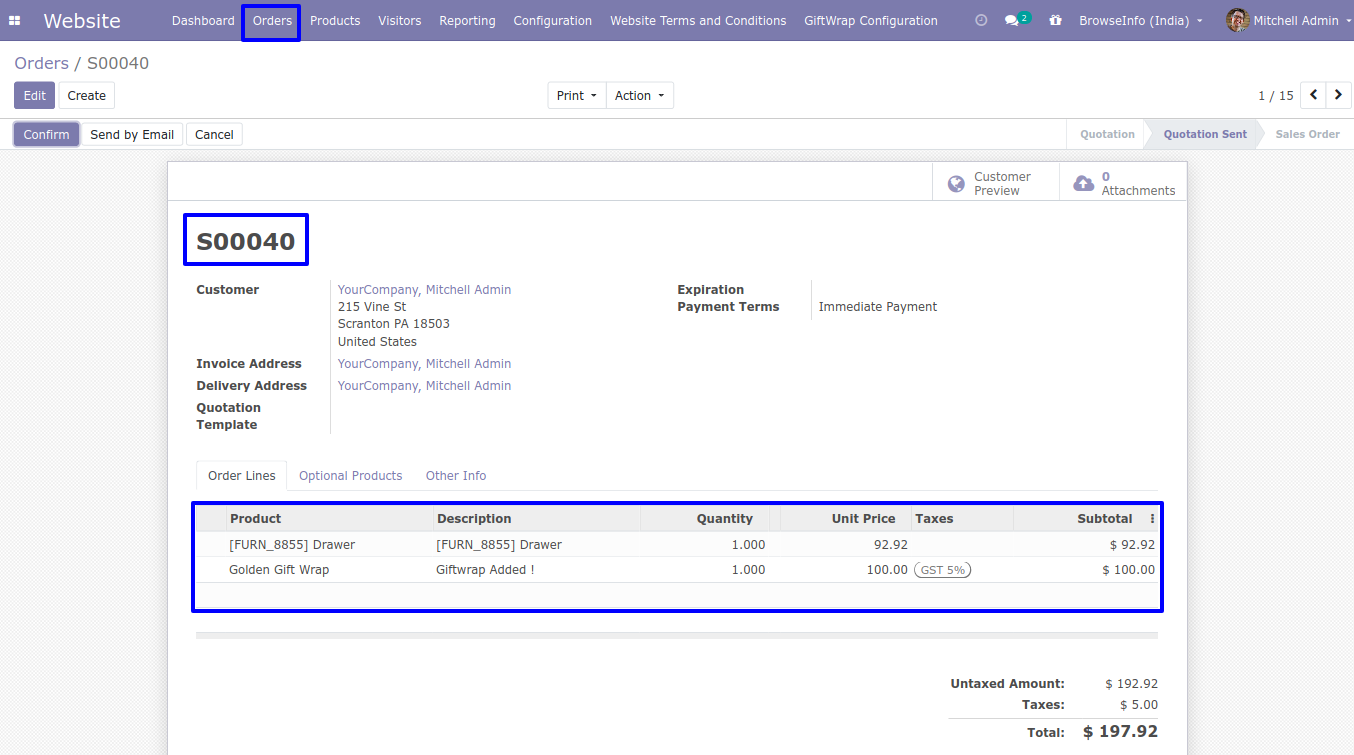 Website Dashboard Orders Products Visitors Reporting Configuration Website Terms and Conditions GiftWrap Configuration 2 BrowseInfo (India) Mitchell Admin
Orders / S00040
Edit Create Print Action 1 / 15
Confirm Send by Email Cancel Quotation Quotation Sent Sales Order
Customer
Preview
0
Attachments
S00040
Customer YourCompany, Mitchell Admin
215 Vine St
Scranton PA 18503
United States
Expiration
Payment Terms Immediate Payment
Invoice Address YourCompany, Mitchell Admin
Delivery Address YourCompany, Mitchell Admin
Quotation
Template
Order Lines Optional Products Other Info
Product Description Quantity Unit Price Taxes Subtotal
[FURN_8855] Drawer [FURN_8855] Drawer 1.000 92.92 $ 92.92
Golden Gift Wrap Giftwrap Added ! 1.000 100.00 GST 5% $ 100.00
Untaxed Amount: $ 192.92
Taxes: $ 5.00
Total: $ 197.92